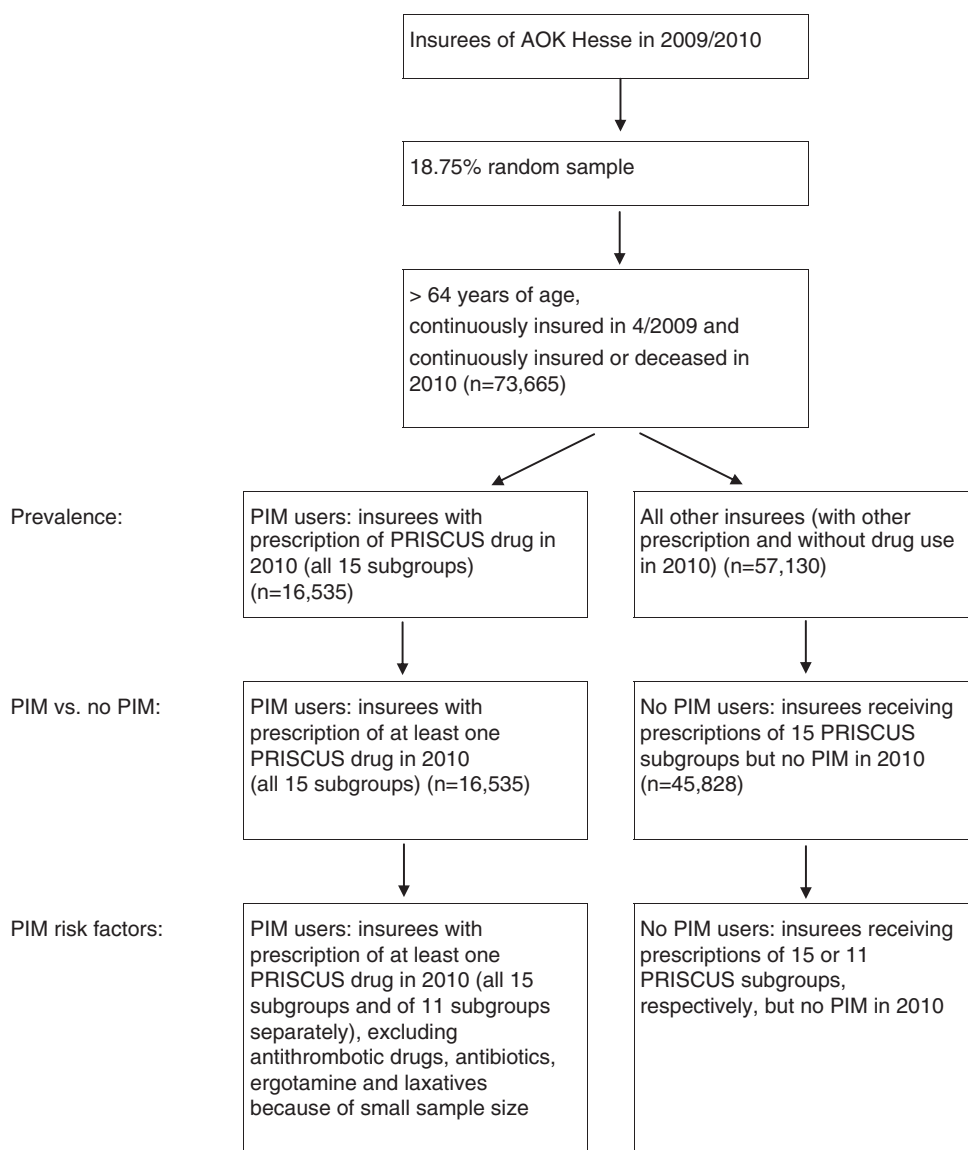 Insurees of AOK Hesse in 2009/2010
18.75% random sample
> 64 years of age,
continuously insured in 4/2009 and
continuously insured or deceased in
2010 (n=73,665)
Prevalence:
PIM users: insurees with
prescription of PRISCUS drug in
2010 (all 15 subgroups)
(n=16,535)
All other insurees (with other
prescription and without drug use
in 2010) (n=57,130)
PIM vs. no PIM:
PIM users: insurees with
prescription of at least one
PRISCUS drug in 2010
(all 15 subgroups) (n=16,535)
No PIM users: insurees receiving
prescriptions of 15 PRISCUS
subgroups but no PIM in 2010
(n=45,828)
PIM risk factors:
PIM users: insurees with
prescription of at least one
PRISCUS drug in 2010 (all 15
subgroups and of 11 subgroups
separately), excluding
antithrombotic drugs, antibiotics,
ergotamine and laxatives
because of small sample size
No PIM users: insurees receiving
prescriptions of 15 or 11
PRISCUS subgroups,
respectively, but no PIM in 2010